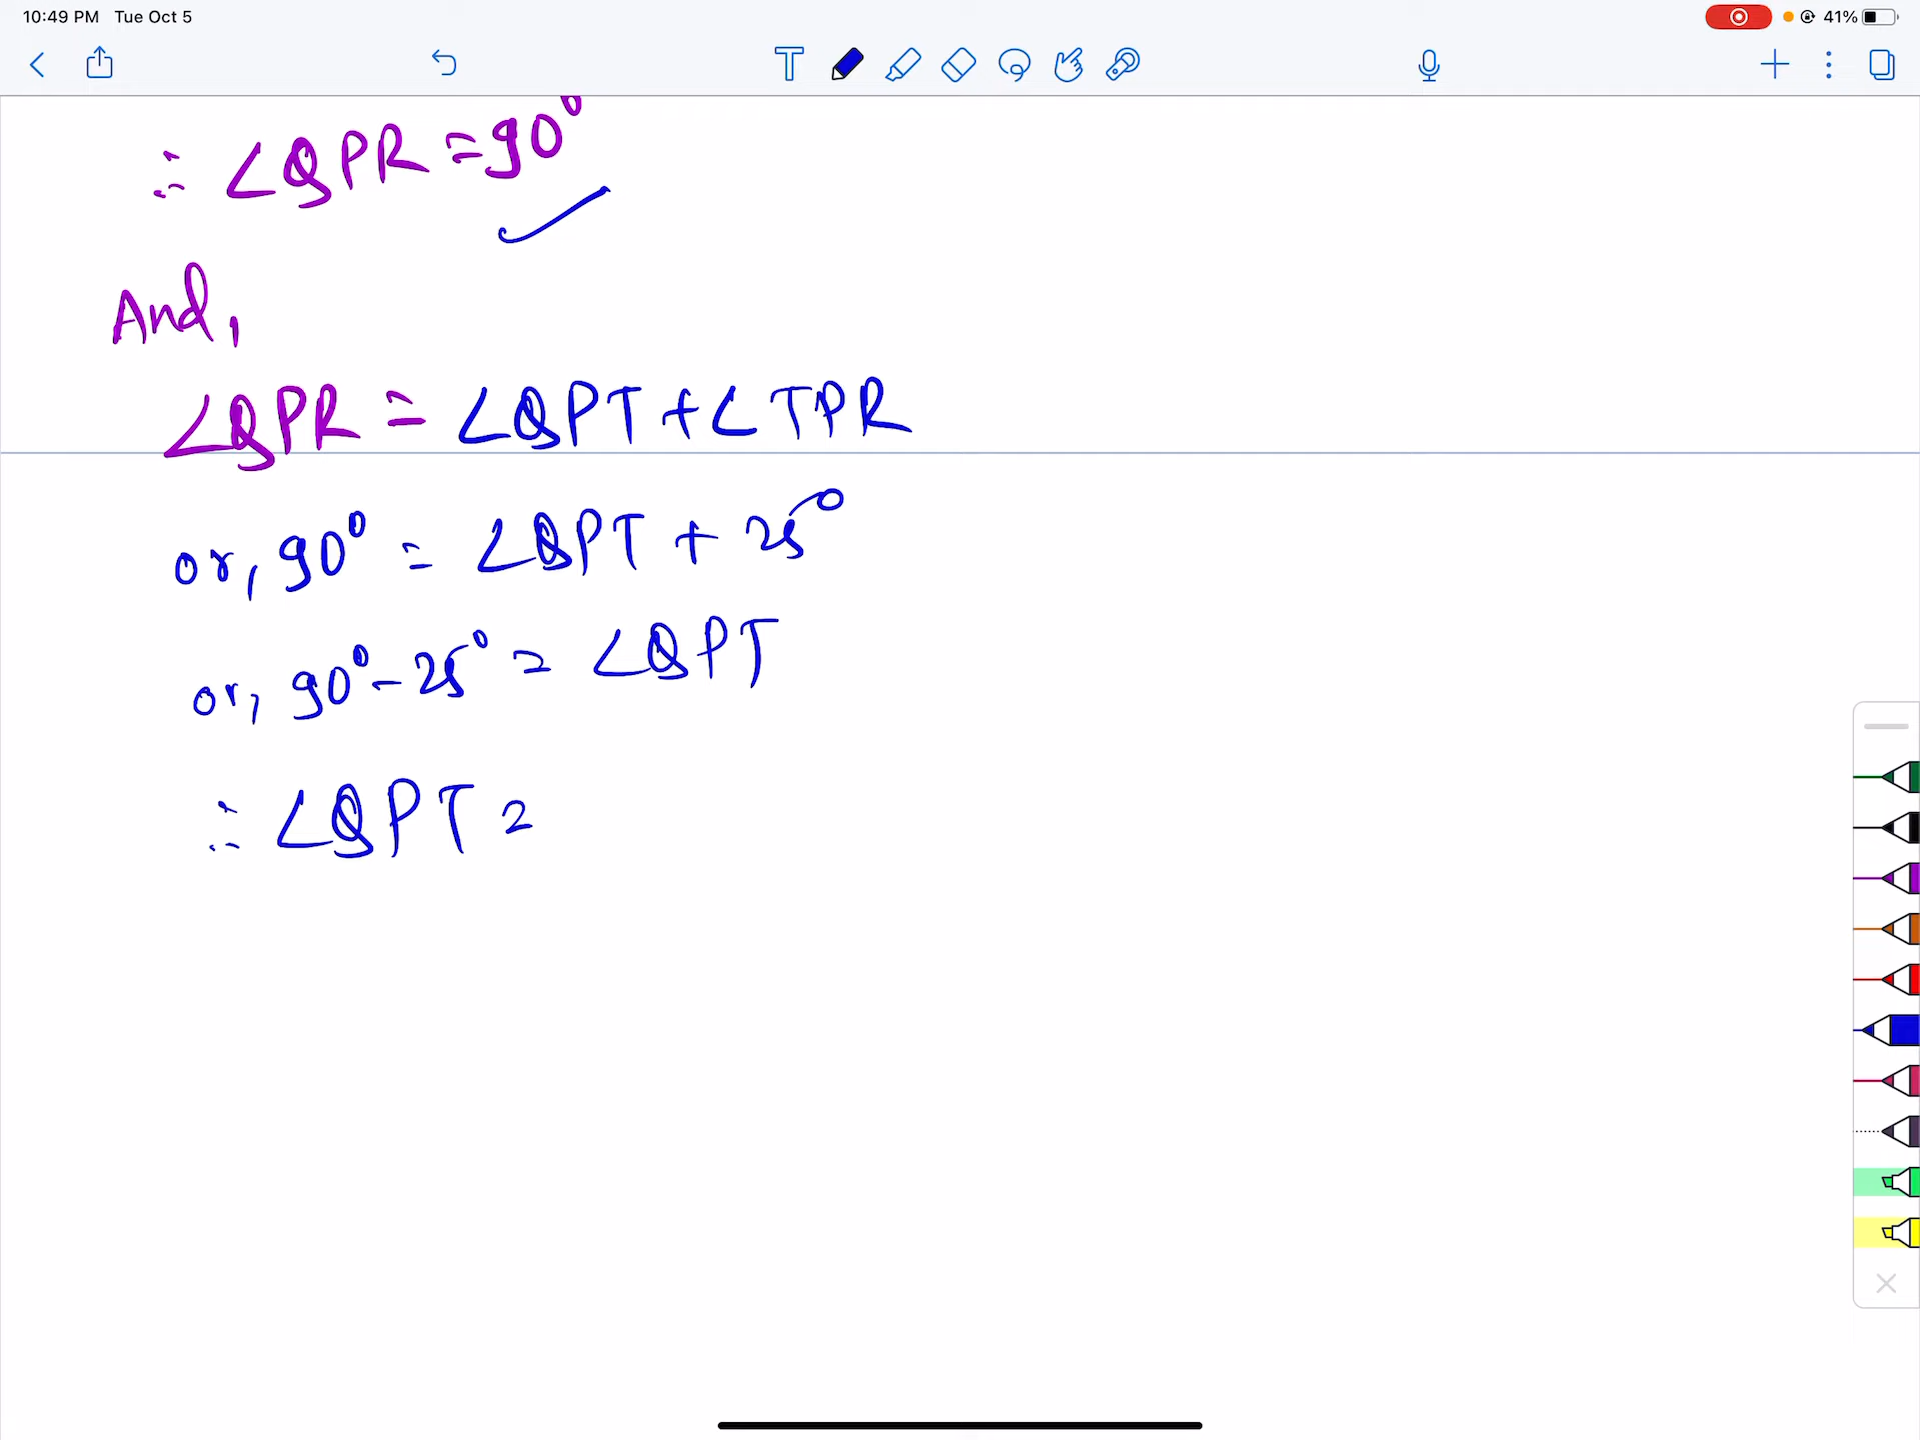 10:49 PM Tue Oct 5
41%
∴ ∠QPR = 90°
And,
∠QPR = ∠QPT + ∠TPR
or, 90° = ∠QPT + 25°
or, 90° - 25° = ∠QPT
∴ ∠QPT =